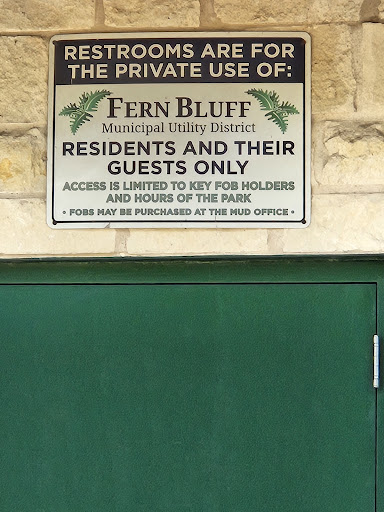 RESTROOMS ARE FOR
THE PRIVATE USE OF:
FERN BLUFF
Municipal Utility District
RESIDENTS AND THEIR
GUESTS ONLY
ACCESS IS LIMITED TO KEY FOB HOLDERS
AND HOURS OF THE PARK
• FOBS MAY BE PURCHASED AT THE MUD OFFICE •